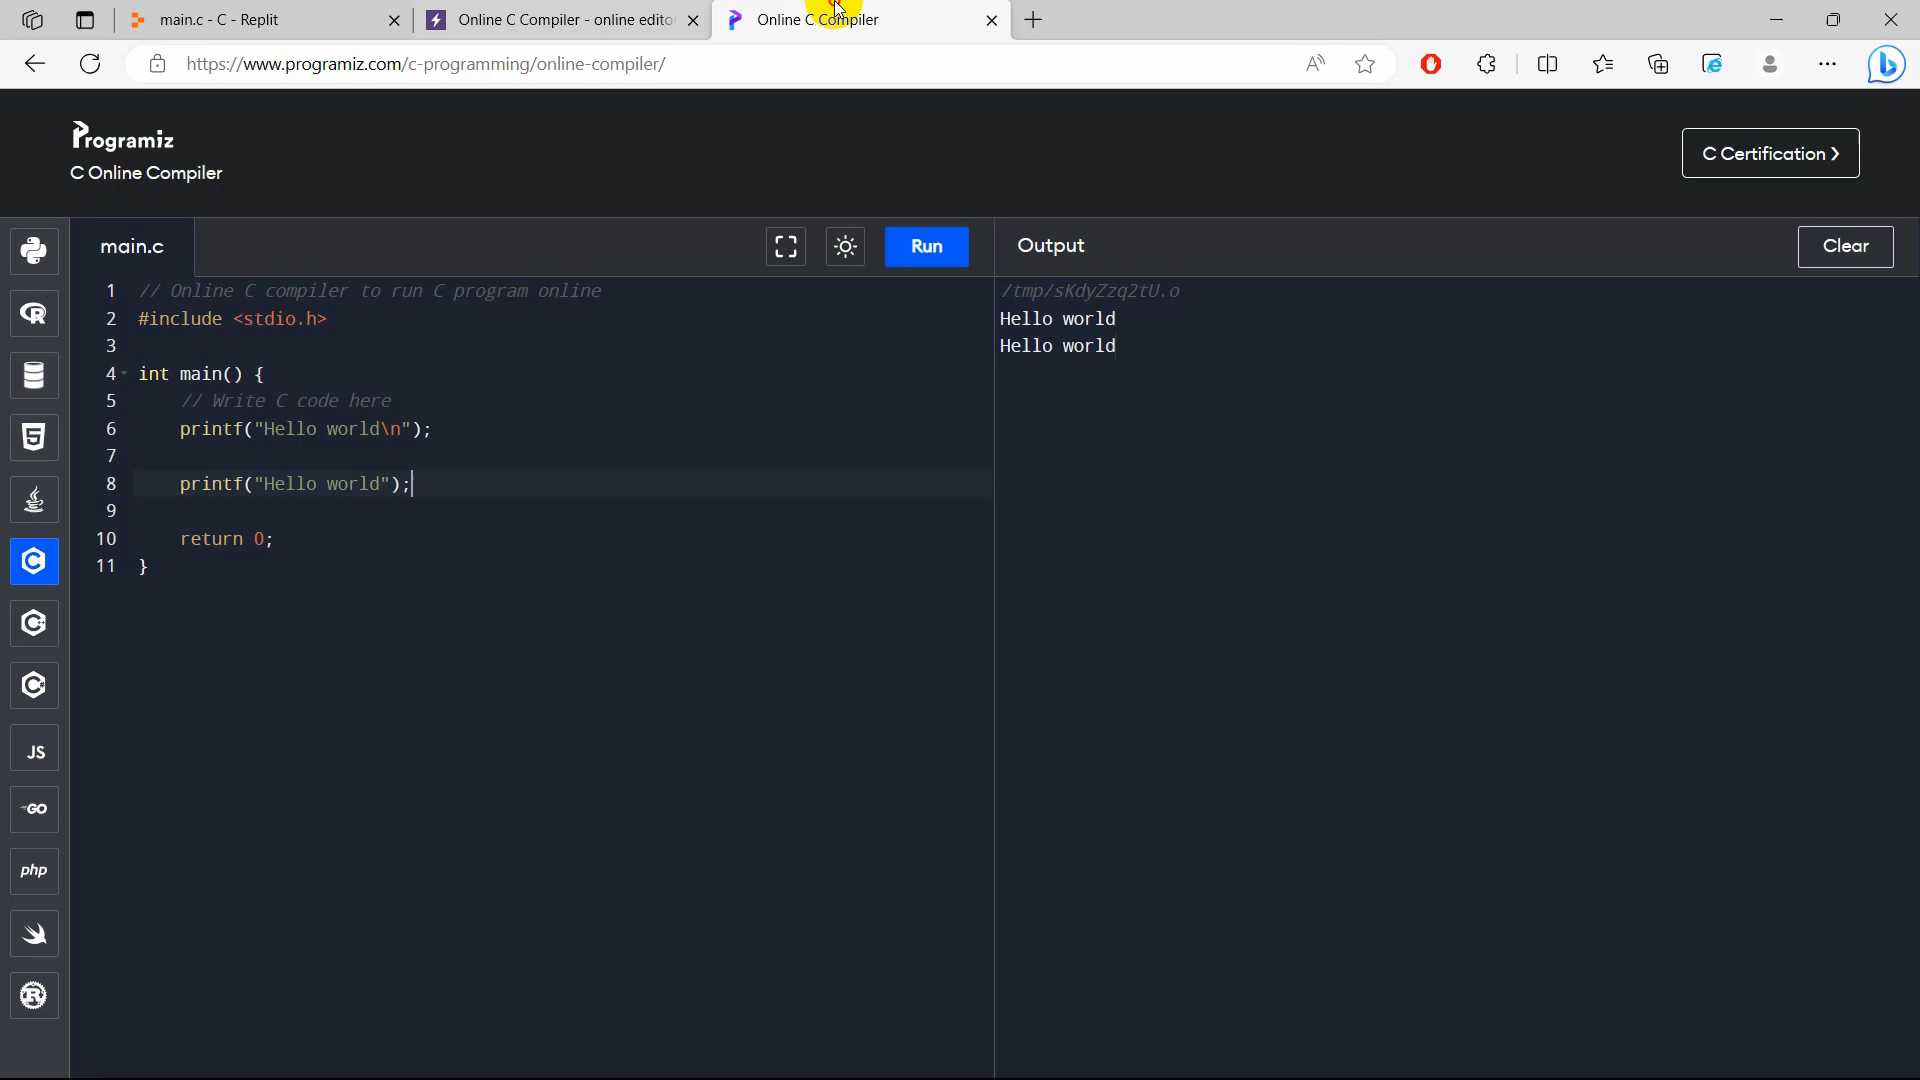 main.c - C - Replit
Online C Compiler - online edito
Online C Compiler
https://www.programiz.com/c-programming/online-compiler/
Programiz
C Online Compiler
C Certification >
main.c
Run
Output
Clear
1 // Online C compiler to run C program online
2 #include <stdio.h>
3
4 int main() {
5 // Write C code here
6 printf("Hello world\n");
7
8 printf("Hello world");
9
10 return 0;
11 }
/tmp/sKdyZzq2tU.o
Hello world
Hello world
JS
GO
php